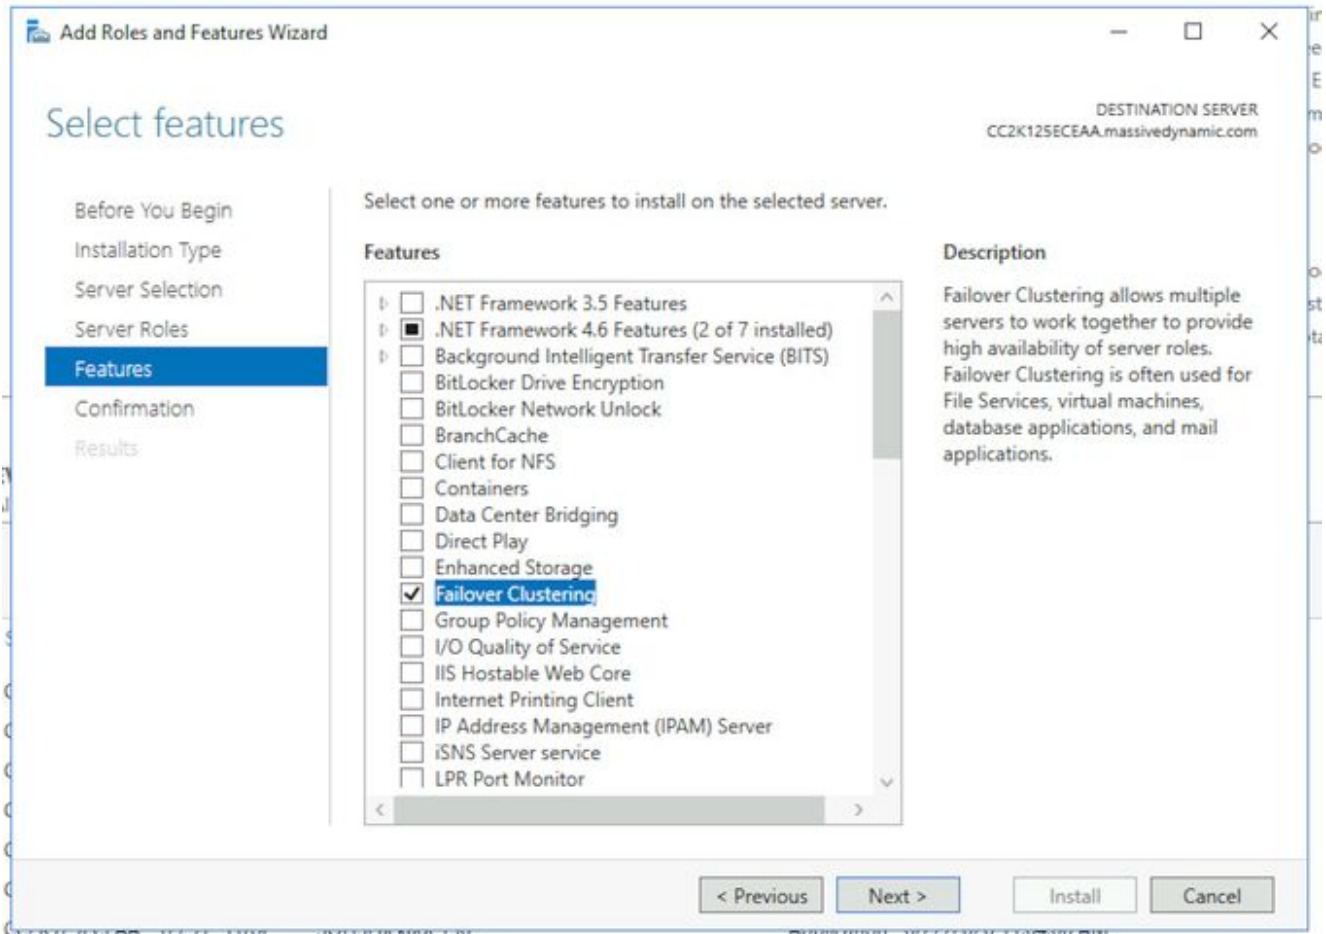 Add Roles and Features Wizard
Select features
DESTINATION SERVER
CC2K125ECEAA.massivedynamic.com
Before You Begin
Installation Type
Server Selection
Server Roles
Features
Confirmation
Results
Select one or more features to install on the selected server.
Features
.NET Framework 3.5 Features
.NET Framework 4.6 Features (2 of 7 installed)
Background Intelligent Transfer Service (BITS)
BitLocker Drive Encryption
BitLocker Network Unlock
BranchCache
Client for NFS
Containers
Data Center Bridging
Direct Play
Enhanced Storage
Failover Clustering
Group Policy Management
I/O Quality of Service
IIS Hostable Web Core
Internet Printing Client
IP Address Management (IPAM) Server
iSNS Server service
LPR Port Monitor
Description
Failover Clustering allows multiple
servers to work together to provide
high availability of server roles.
Failover Clustering is often used for
File Services, virtual machines,
database applications, and mail
applications.
< Previous
Next >
Install
Cancel